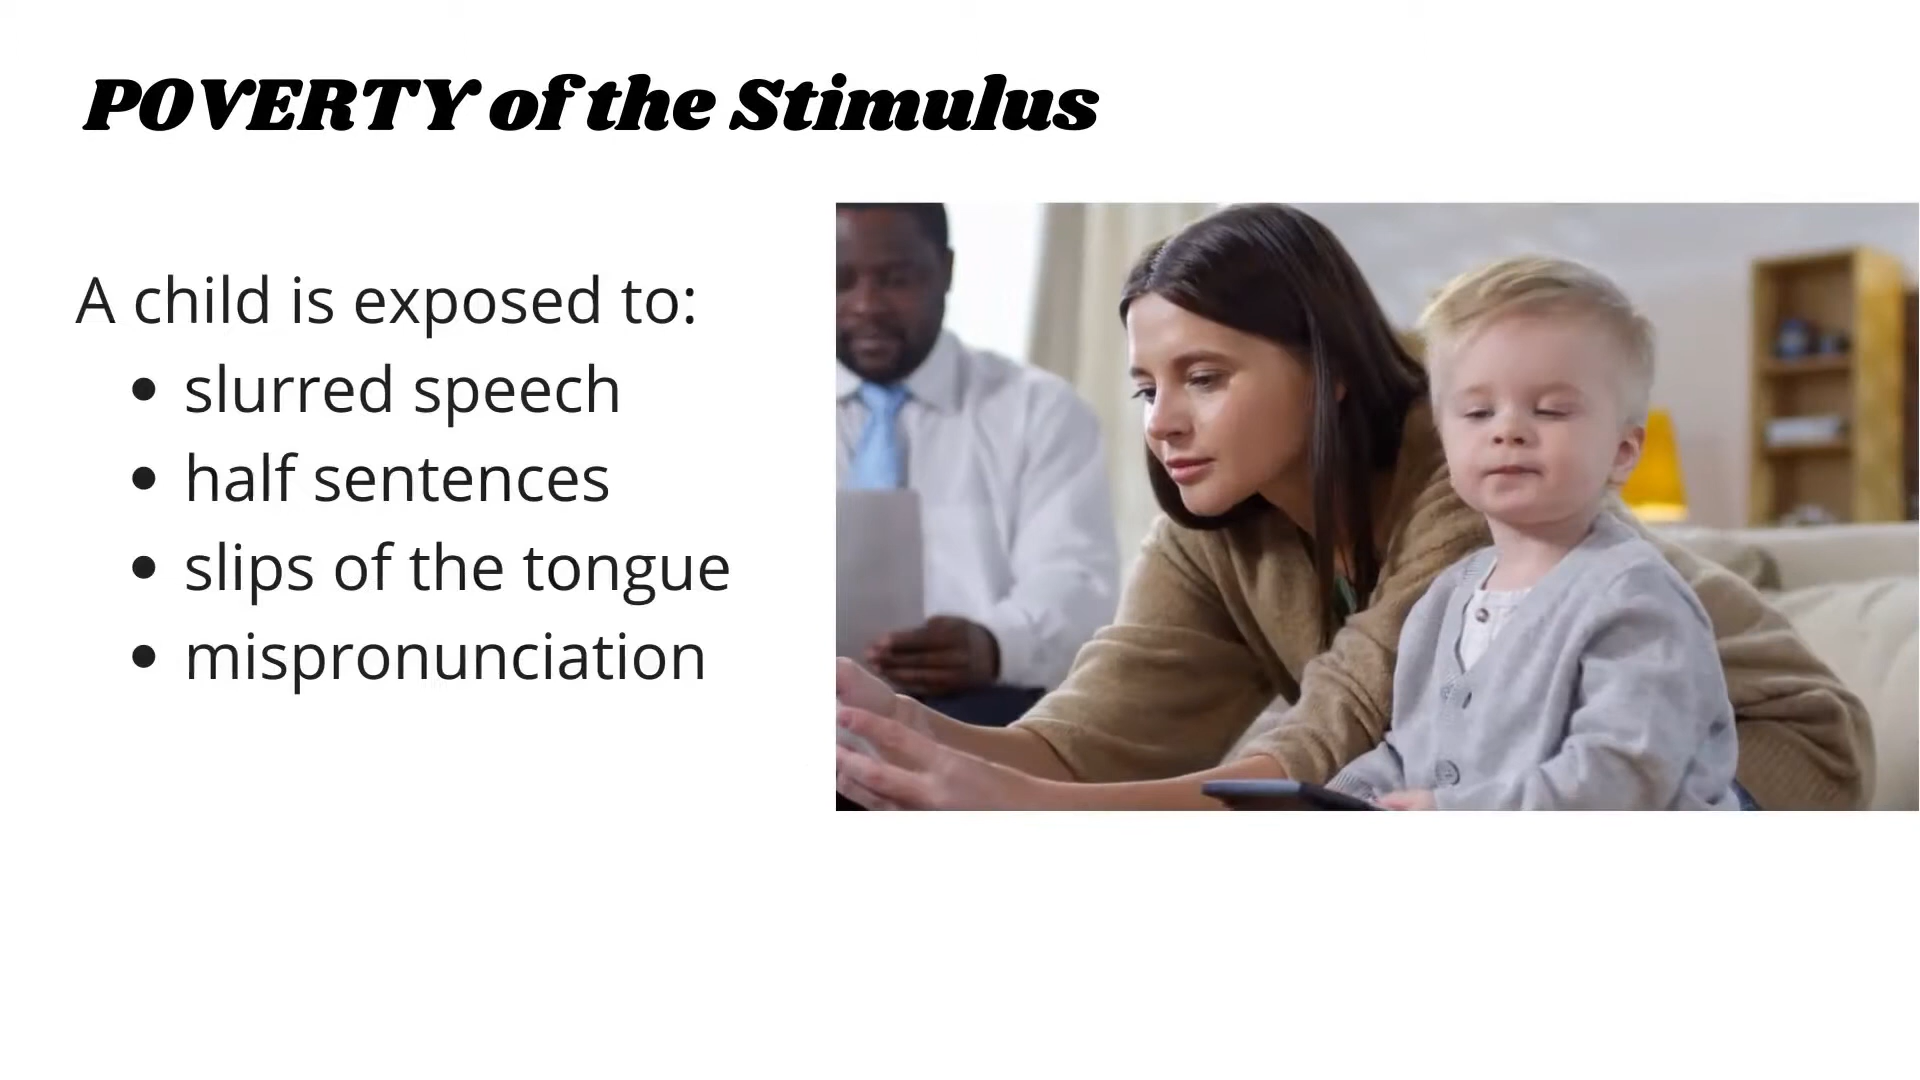 POVERTY of the Stimulus
A child is exposed to:
• slurred speech
• half sentences
• slips of the tongue
• mispronunciation